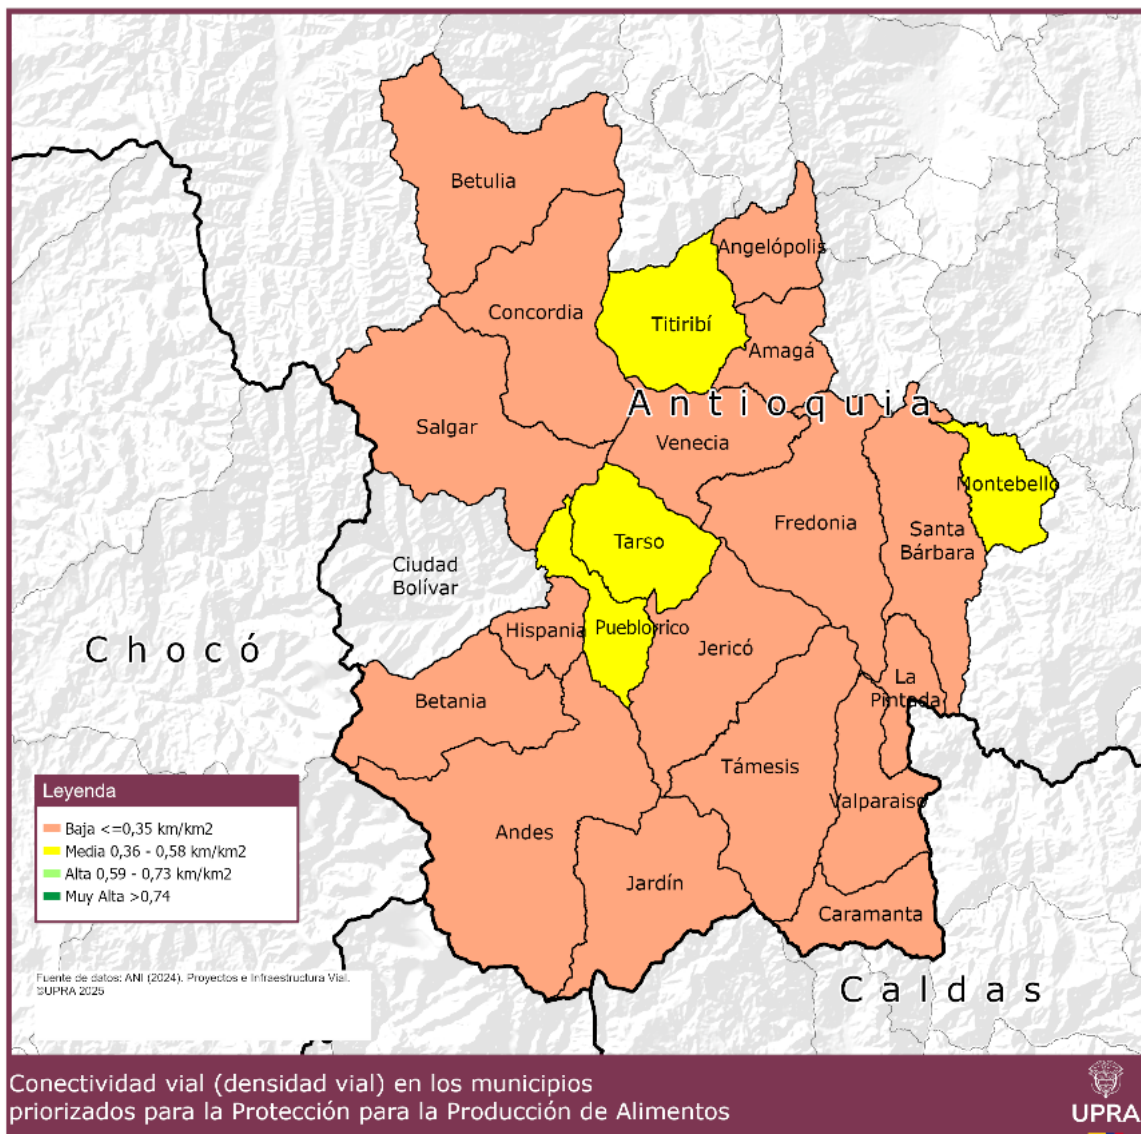 Betulia
Angelópolis
Concordia
Titiribí
Amagá
Antioquia
Salgar
Venecia
Montebello
Fredonia
Santa
Bárbara
Tarso
Ciudad
Bolívar
Hispania
Pueblorrico
Chocó
Jericó
La
Pintada
Betania
Támesis
Valparaiso
Andes
Jardín
Caramanta
Caldas
Leyenda
Baja <=0,35 km/km2
Media 0,36 - 0,58 km/km2
Alta 0,59 - 0,73 km/km2
Muy Alta >0,74
Fuente de datos: ANI (2024). Proyectos e Infraestructura Vial.
©UPRA 2025
Conectividad vial (densidad vial) en los municipios
priorizados para la Protección para la Producción de Alimentos
UPRA